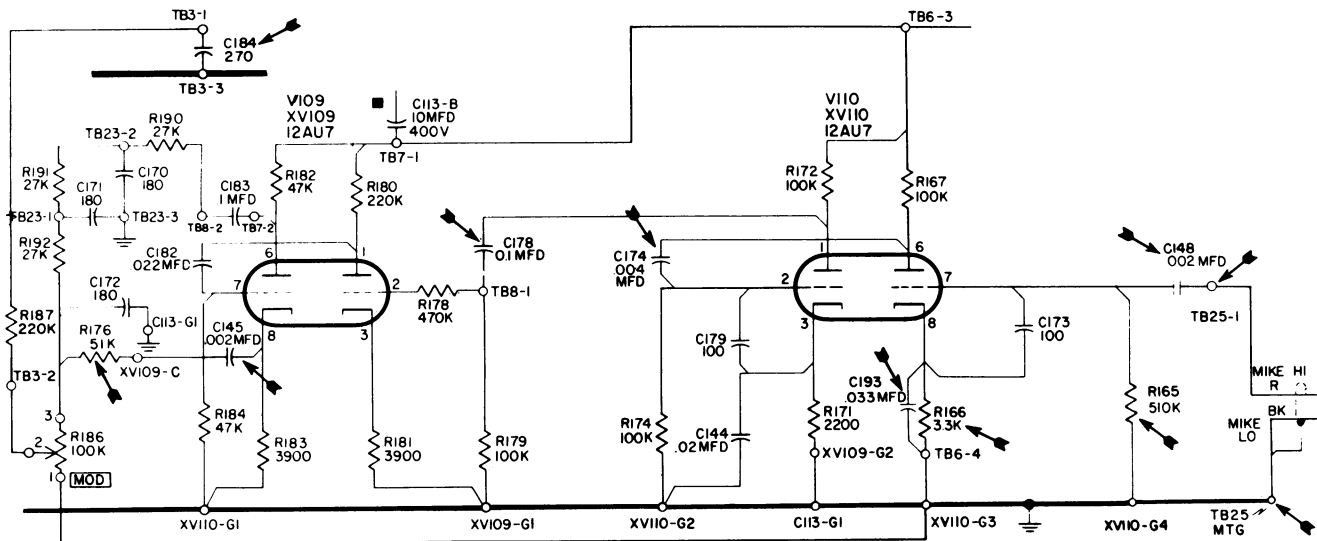 TB3-1
C184
270
TB3-3
TB6-3
V109
XV109
12AU7
C113-B
10MFD
400V
TB7-1
V110
XV110
12AU7
TB23-2
R190
27K
R191
27K
C171
180
C170
180
TB23-1
TB23-3
C183
.1MFD
TB8-2
TB7-2
R182
47K
R180
220K
C178
0.1MFD
R172
100K
R167
100K
R192
27K
C182
.022MFD
6
1
7
2
8
3
R178
470K
TB8-1
C174
.004
MFD
1
6
2
7
3
8
C148
.002MFD
TB25-1
C172
180
C113-G1
R187
220K
R176
51K
XV109-C
C145
.002MFD
TB3-2
C179
100
C173
100
C193
.033MFD
MIKE HI
R
BK
MIKE
LO
R165
510K
3
2
1
R186
100K
MOD
R184
47K
R183
3900
R181
3900
R179
100K
R174
100K
C144
.02MFD
R171
2200
XV109-G2
R166
3.3K
TB6-4
XV110-G1
XV109-G1
XV110-G2
C113-G1
XV110-G3
XV110-G4
TB25
MTG